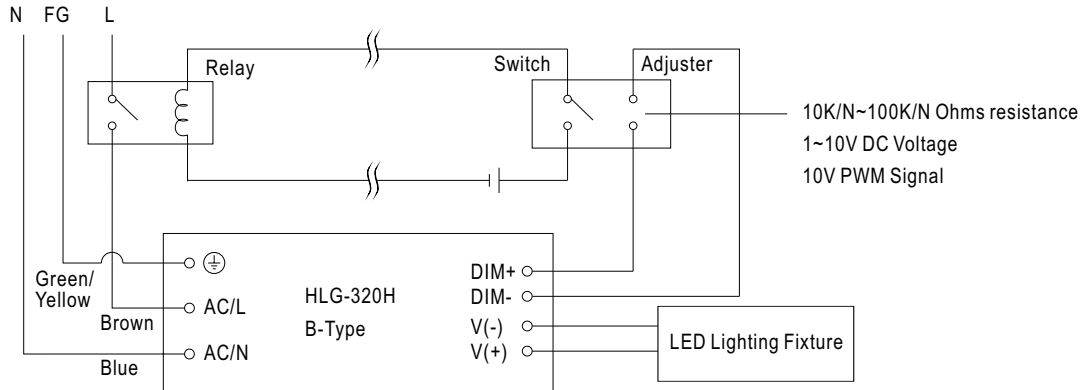 N FG L
Relay
Switch
Adjuster
10K/N~100K/N Ohms resistance
1~10V DC Voltage
10V PWM Signal
Green/
Yellow
Brown
Blue
AC/L
AC/N
HLG-320H
B-Type
DIM+
DIM-
V(-)
V(+)
LED Lighting Fixture